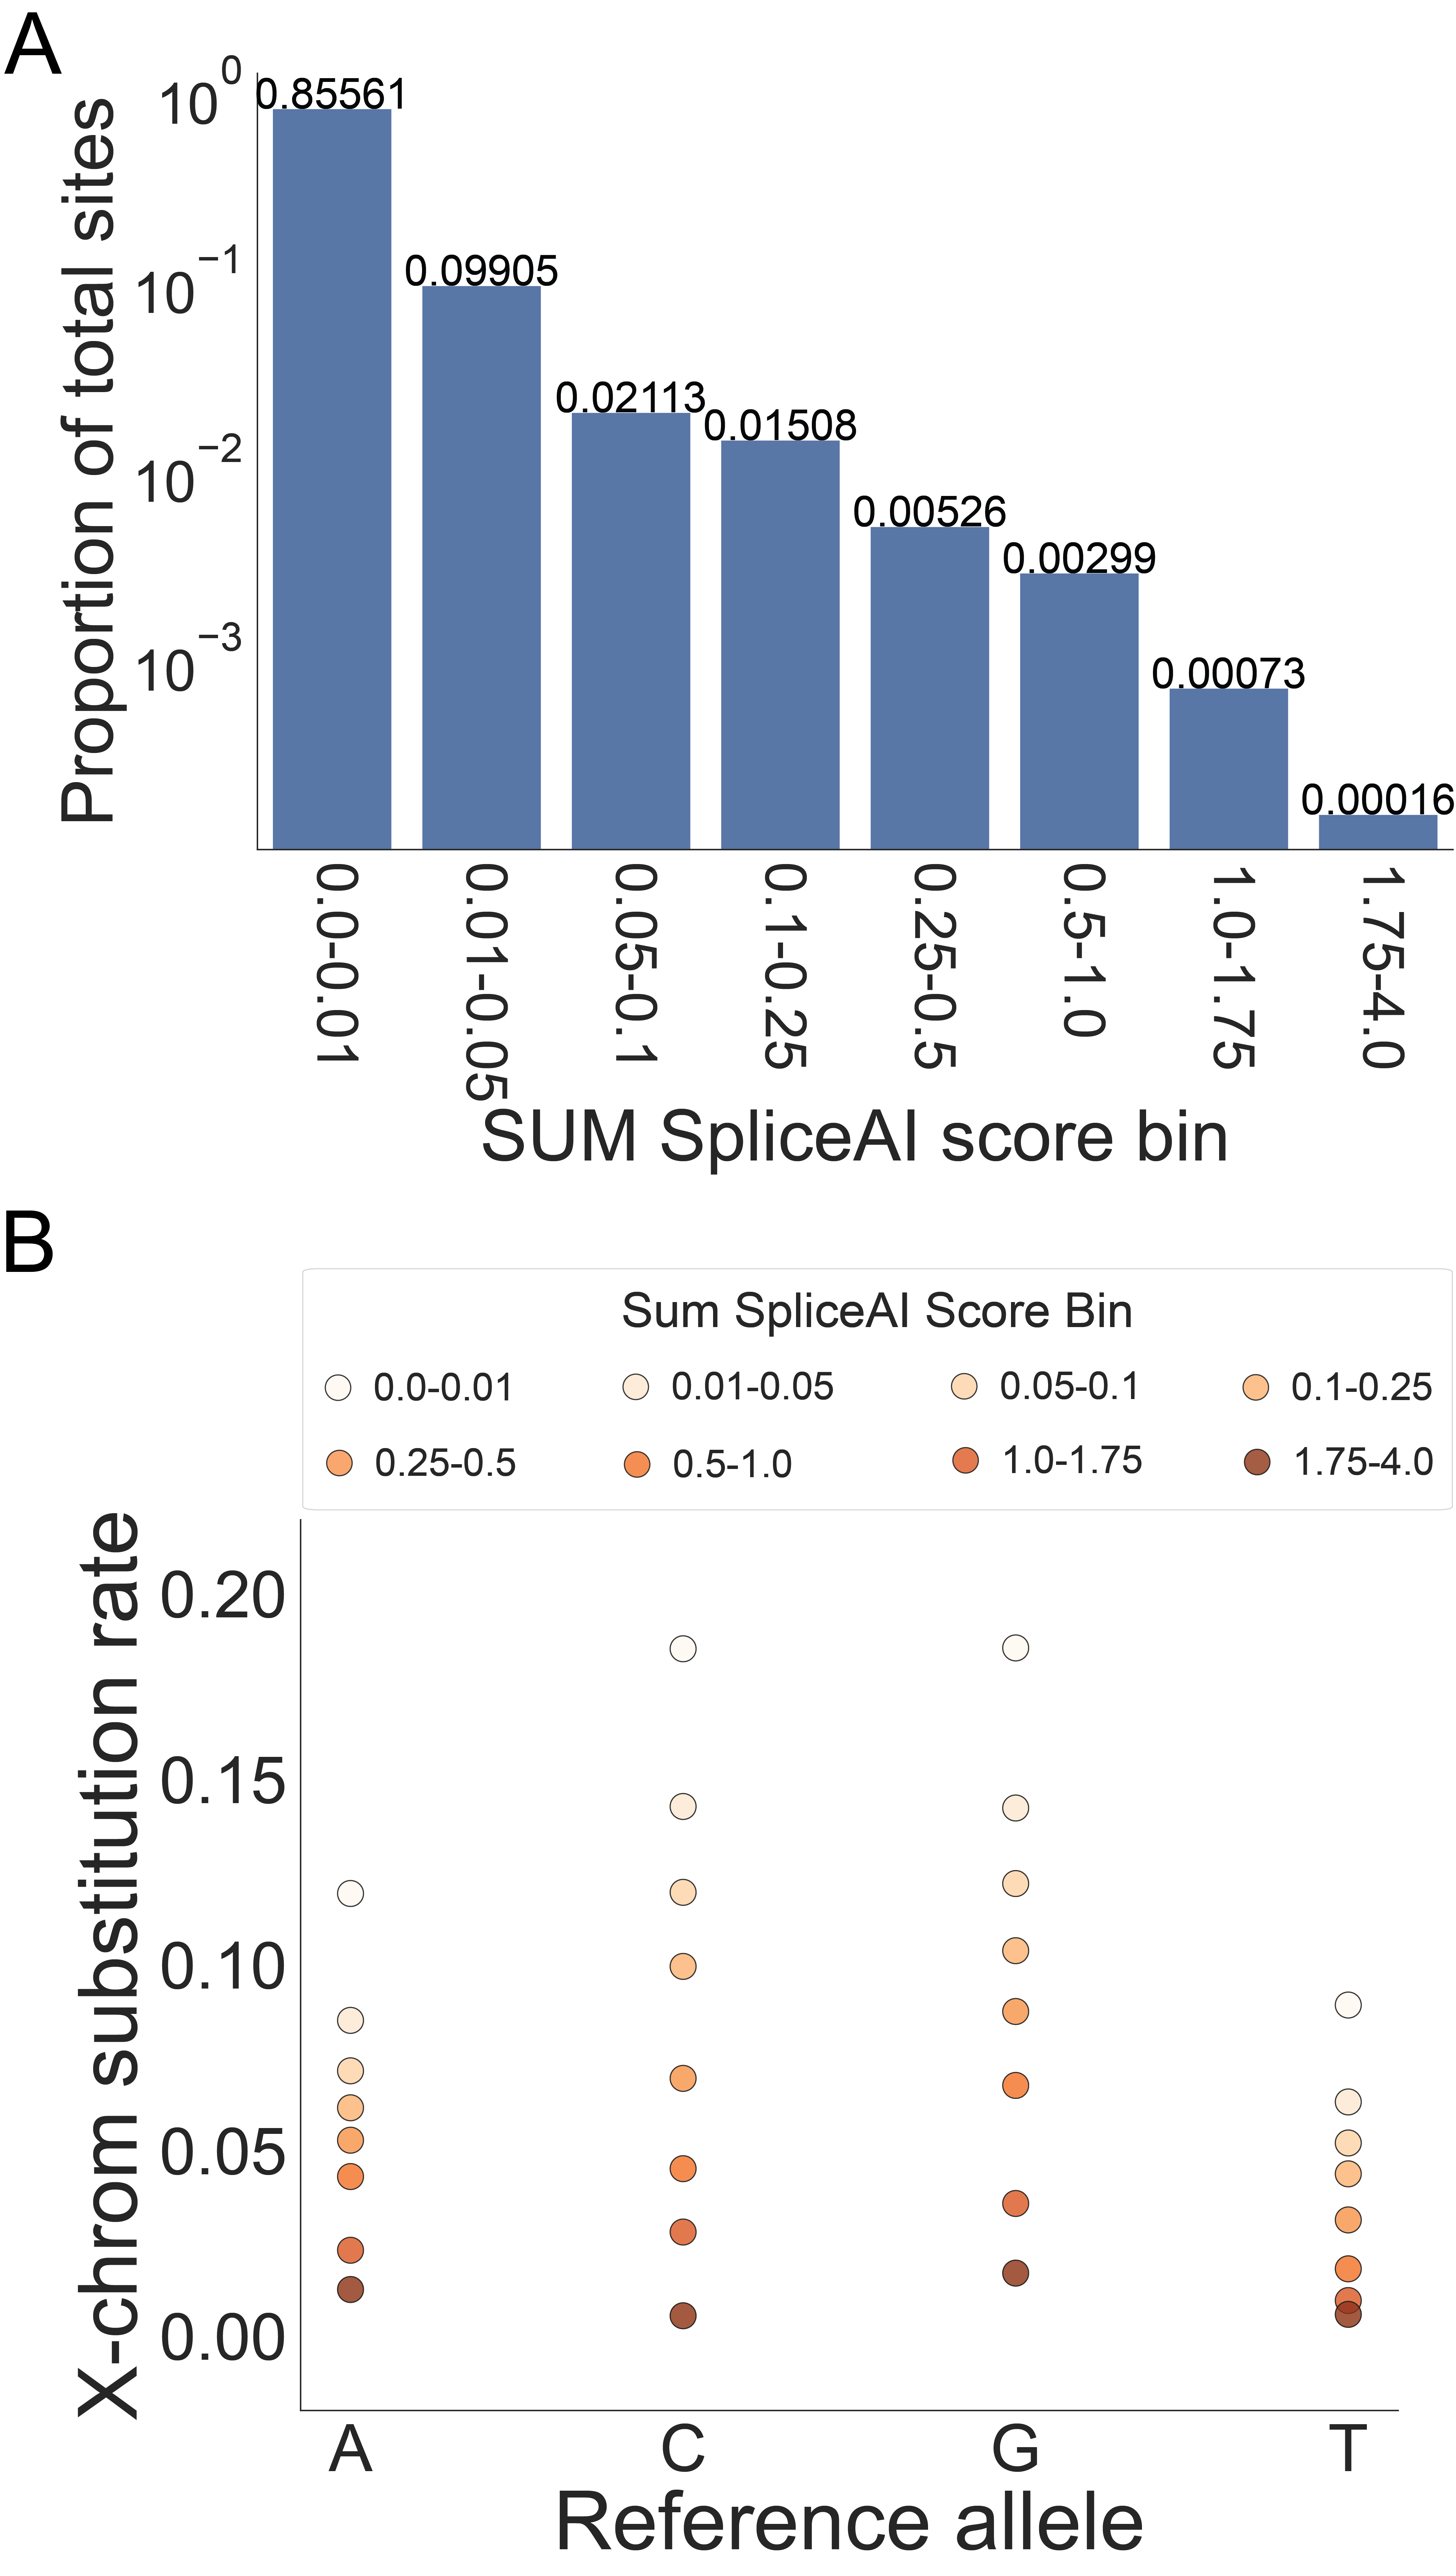 A
Proportion of total sites
10^0
10^−1
10^−2
10^−3
0.85561
0.09905
0.02113
0.01508
0.00526
0.00299
0.00073
0.00016
0.0-0.01
0.01-0.05
0.05-0.1
0.1-0.25
0.25-0.5
0.5-1.0
1.0-1.75
1.75-4.0
SUM SpliceAI score bin
B
Sum SpliceAI Score Bin
0.0-0.01 0.01-0.05 0.05-0.1 0.1-0.25
0.25-0.5 0.5-1.0 1.0-1.75 1.75-4.0
X-chrom substitution rate
0.20
0.15
0.10
0.05
0.00
A C G T
Reference allele